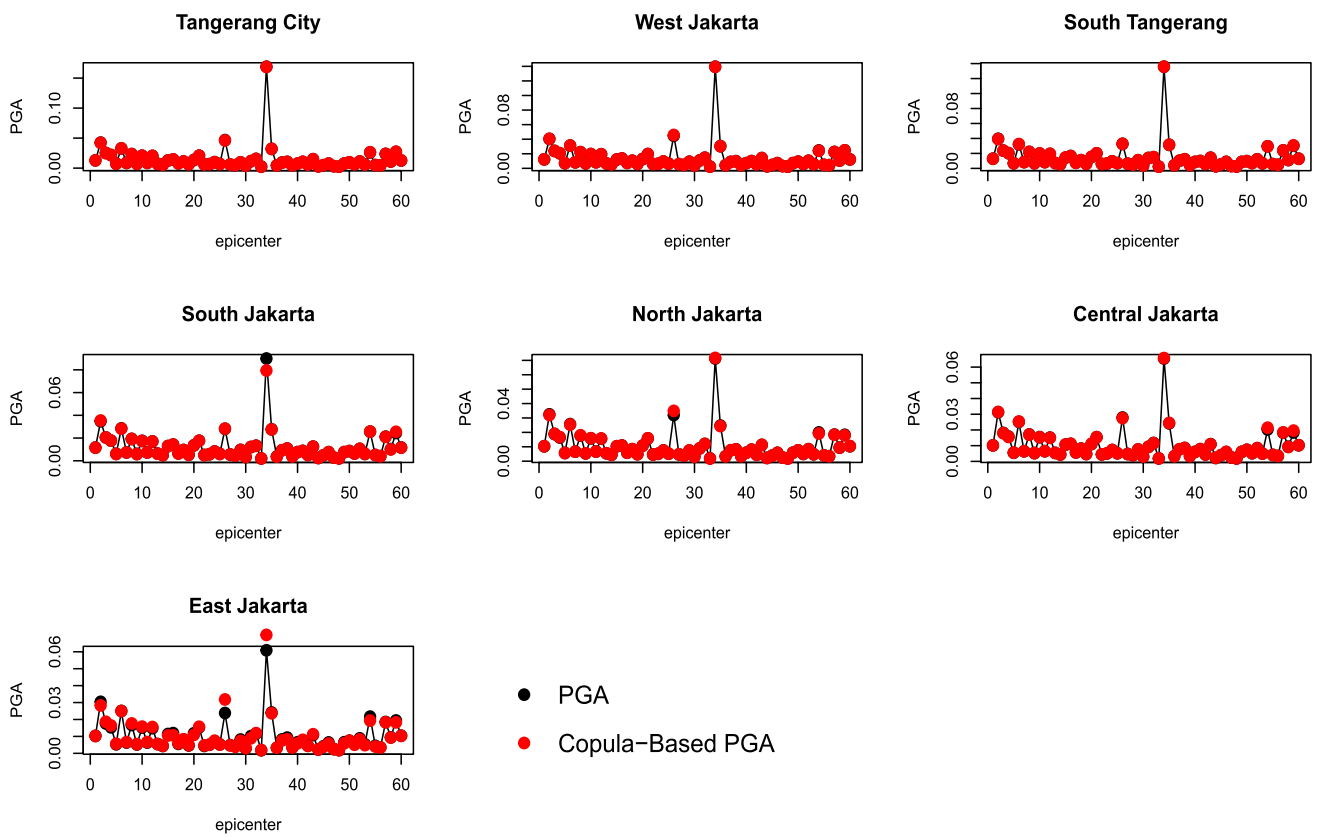 Tangerang City
PGA
0.00 0.10
0 10 20 30 40 50 60
epicenter
West Jakarta
PGA
0.00 0.08
0 10 20 30 40 50 60
epicenter
South Tangerang
PGA
0.00 0.08
0 10 20 30 40 50 60
epicenter
South Jakarta
PGA
0.00 0.06
0 10 20 30 40 50 60
epicenter
North Jakarta
PGA
0.00 0.04
0 10 20 30 40 50 60
epicenter
Central Jakarta
PGA
0.00 0.03 0.06
0 10 20 30 40 50 60
epicenter
East Jakarta
PGA
0.00 0.03 0.06
0 10 20 30 40 50 60
epicenter
PGA
Copula−Based PGA